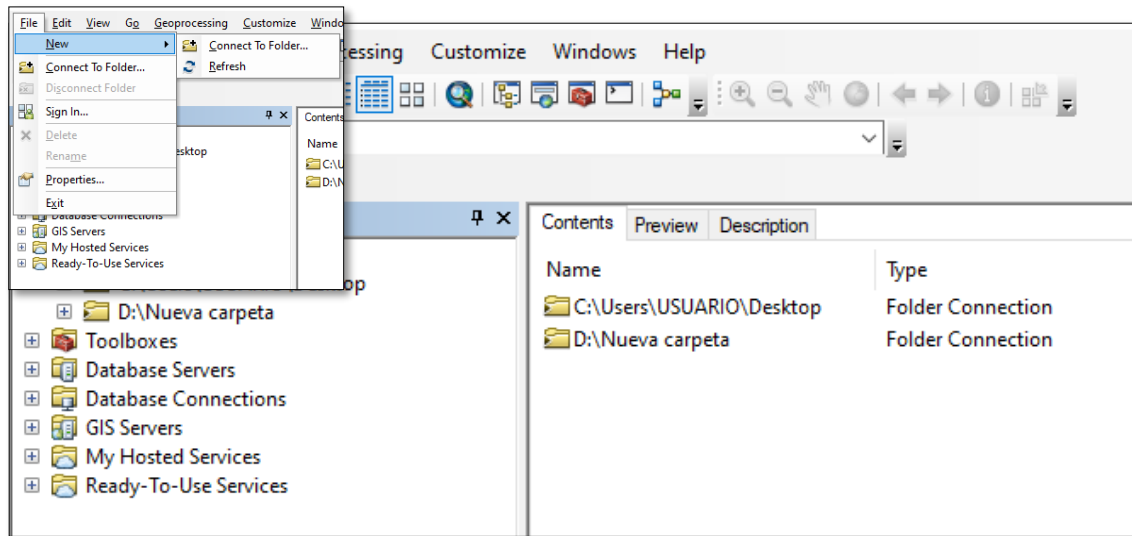 File Edit View Go Geoprocessing Customize Windo
New
Connect To Folder...
Refresh
Connect To Folder...
Disconnect Folder
Sign In...
Delete
Rename
Properties...
Exit
esktop
Database Connections
GIS Servers
My Hosted Services
Ready-To-Use Services
Contents
Name
C:\U
D:\N
essing Customize Windows Help
D:\Nueva carpeta
Toolboxes
Database Servers
Database Connections
GIS Servers
My Hosted Services
Ready-To-Use Services
Contents Preview Description
Name Type
C:\Users\USUARIO\Desktop Folder Connection
D:\Nueva carpeta Folder Connection